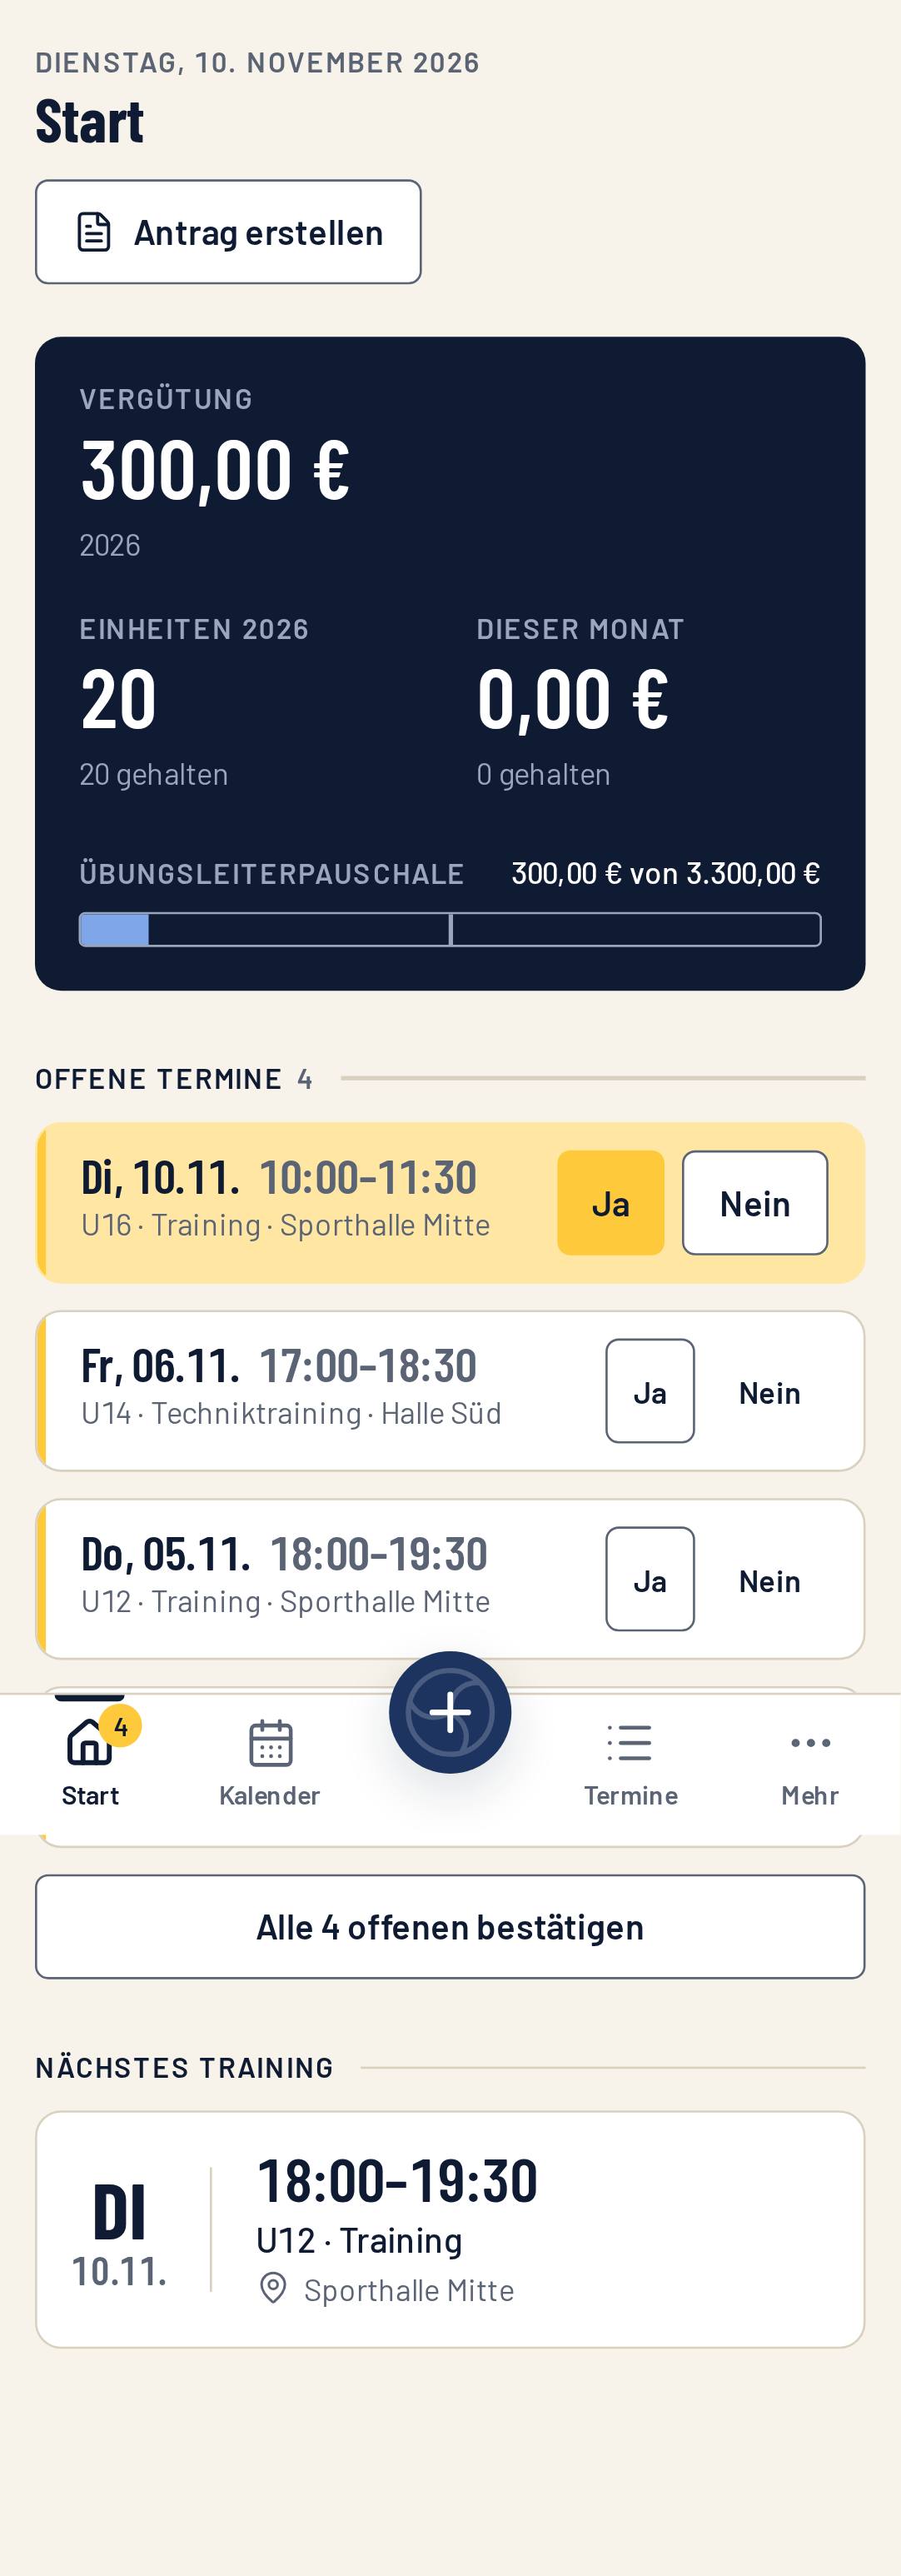 DIENSTAG, 10. NOVEMBER 2026
Start
Antrag erstellen
VERGÜTUNG
300,00 €
2026
EINHEITEN 2026
20
20 gehalten
DIESER MONAT
0,00 €
0 gehalten
ÜBUNGSLEITERPAUSCHALE 300,00 € von 3.300,00 €
OFFENE TERMINE 4
Di, 10.11. 10:00–11:30
U16 · Training · Sporthalle Mitte
Ja Nein
Fr, 06.11. 17:00–18:30
U14 · Techniktraining · Halle Süd
Ja Nein
Do, 05.11. 18:00–19:30
U12 · Training · Sporthalle Mitte
Ja Nein
4
Start Kalender Termine Mehr
Alle 4 offenen bestätigen
NÄCHSTES TRAINING
DI
10.11.
18:00–19:30
U12 · Training
Sporthalle Mitte